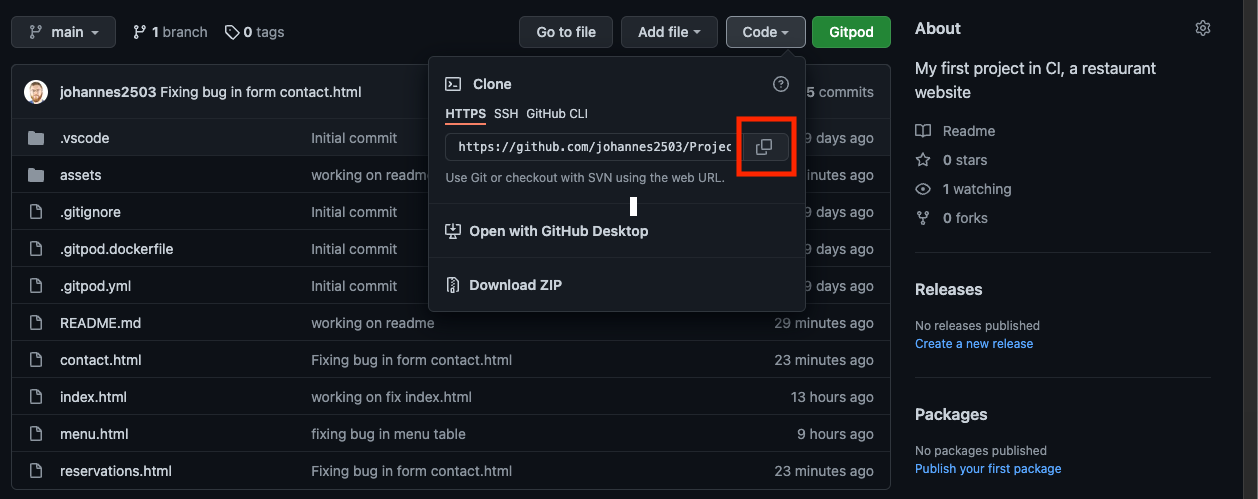 main 1 branch 0 tags Go to file Add file Code Gitpod
johannes2503 Fixing bug in form contact.html 5 commits
.vscode Initial commit 9 days ago
assets working on readme minutes ago
.gitignore Initial commit 9 days ago
.gitpod.dockerfile Initial commit 9 days ago
.gitpod.yml Initial commit 9 days ago
README.md working on readme 29 minutes ago
contact.html Fixing bug in form contact.html 23 minutes ago
index.html working on fix index.html 13 hours ago
menu.html fixing bug in menu table 9 hours ago
reservations.html Fixing bug in form contact.html 23 minutes ago
Clone
HTTPS SSH GitHub CLI
https://github.com/johannes2503/Projec
Use Git or checkout with SVN using the web URL.
Open with GitHub Desktop
Download ZIP
About
My first project in CI, a restaurant
website
Readme
0 stars
1 watching
0 forks
Releases
No releases published
Create a new release
Packages
No packages published
Publish your first package